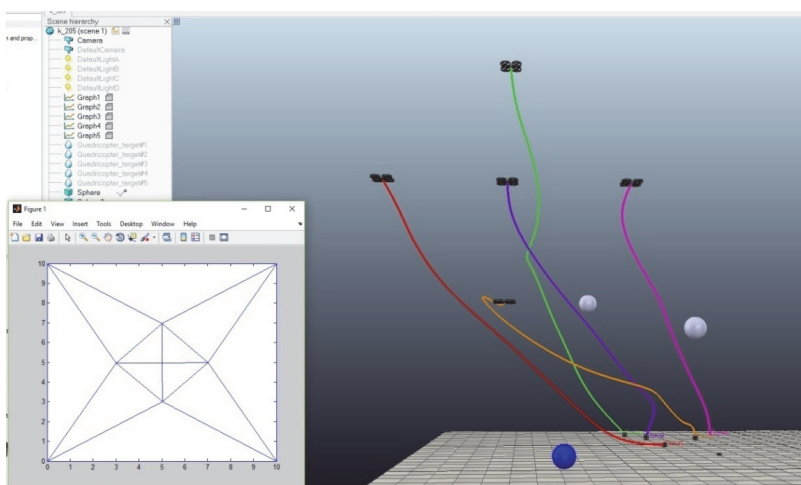 k_205
Scene hierarchy
k_205 (scene 1)
and prop...
Camera
DefaultCamera
DefaultLightA
DefaultLightB
DefaultLightC
DefaultLightD
Graph1
Graph2
Graph3
Graph4
Graph5
Quadricopter_target#1
Quadricopter_target#2
Quadricopter_target#3
Quadricopter_target#4
Quadricopter_target#5
Sphere
Figure 1
File Edit View Insert Tools Desktop Window Help
10
9
8
7
6
5
4
3
2
1
0
0 1 2 3 4 5 6 7 8 9 10